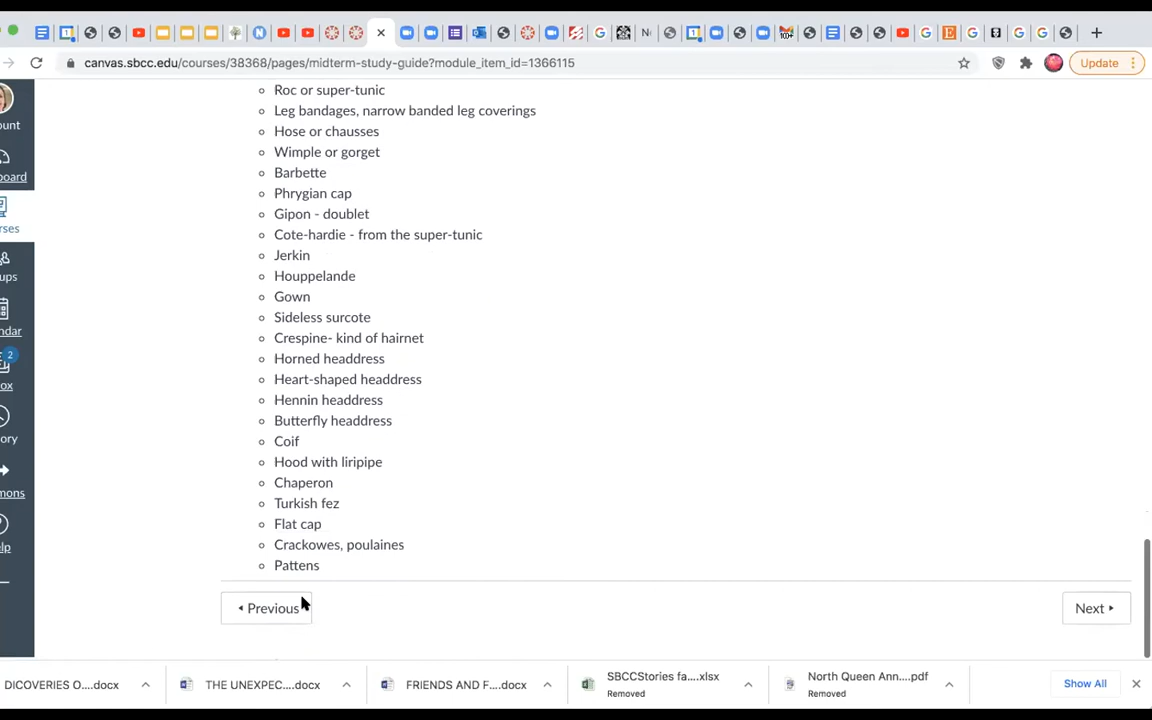 canvas.sbcc.edu/courses/38368/pages/midterm-study-guide?module_item_id=1366115
Update
Roc or super-tunic
Leg bandages, narrow banded leg coverings
Hose or chausses
Wimple or gorget
Barbette
Phrygian cap
Gipon - doublet
Cote-hardie - from the super-tunic
Jerkin
Houppelande
Gown
Sideless surcote
Crespine- kind of hairnet
Horned headdress
Heart-shaped headdress
Hennin headdress
Butterfly headdress
Coif
Hood with liripipe
Chaperon
Turkish fez
Flat cap
Crackowes, poulaines
Pattens
ount
board
rses
ups
ndar
2
ox
ory
mons
elp
Previous
Next
DICOVERIES O....docx
THE UNEXPEC....docx
FRIENDS AND F....docx
SBCCStories fa....xlsx
Removed
North Queen Ann....pdf
Removed
Show All